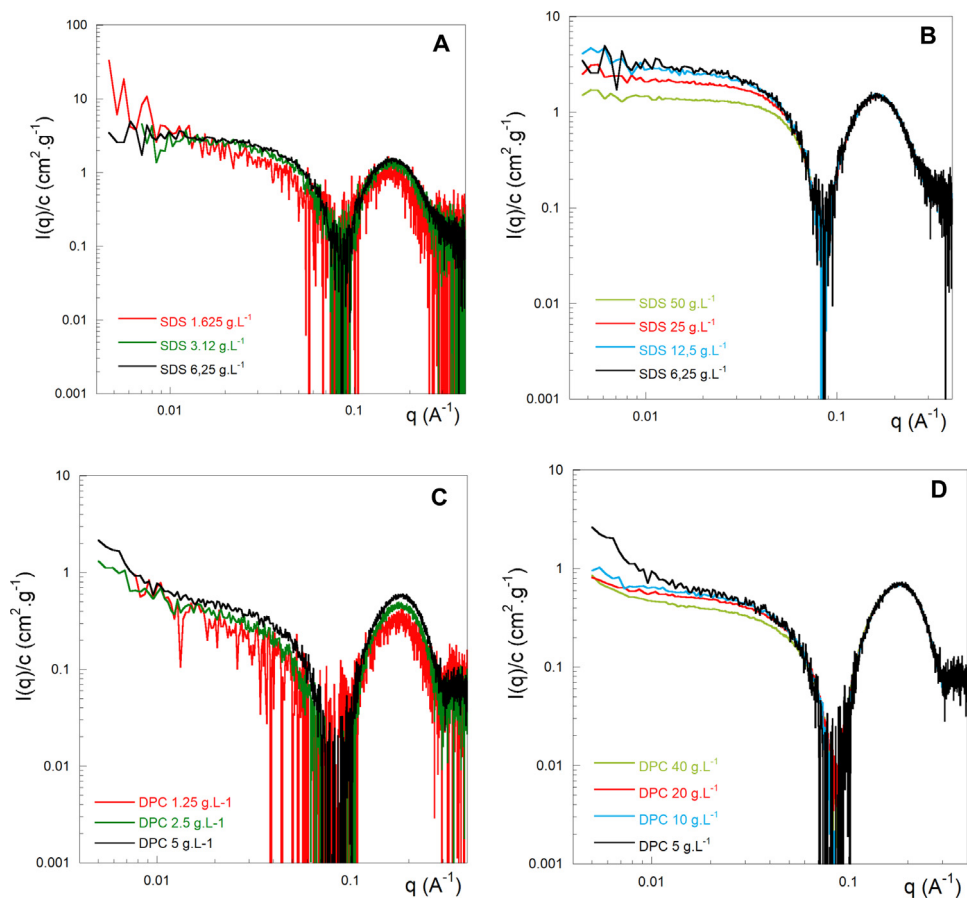 A
I(q)/c (cm².g⁻¹)
100
10
1
0.1
0.01
0.001
SDS 1.625 g.L⁻¹
SDS 3.12 g.L⁻¹
SDS 6,25 g.L⁻¹
0.01
0.1
q (A⁻¹)
B
I(q)/c (cm².g⁻¹)
10
1
0.1
0.01
0.001
SDS 50 g.L⁻¹
SDS 25 g.L⁻¹
SDS 12,5 g.L⁻¹
SDS 6,25 g.L⁻¹
0.01
0.1
q (A⁻¹)
C
I(q)/c (cm².g⁻¹)
10
1
0.1
0.01
0.001
DPC 1.25 g.L-1
DPC 2.5 g.L-1
DPC 5 g.L-1
0.01
0.1
q (A⁻¹)
D
I(q)/c (cm².g⁻¹)
10
1
0.1
0.01
0.001
DPC 40 g.L⁻¹
DPC 20 g.L⁻¹
DPC 10 g.L⁻¹
DPC 5 g.L⁻¹
0.01
0.1
q (A⁻¹)